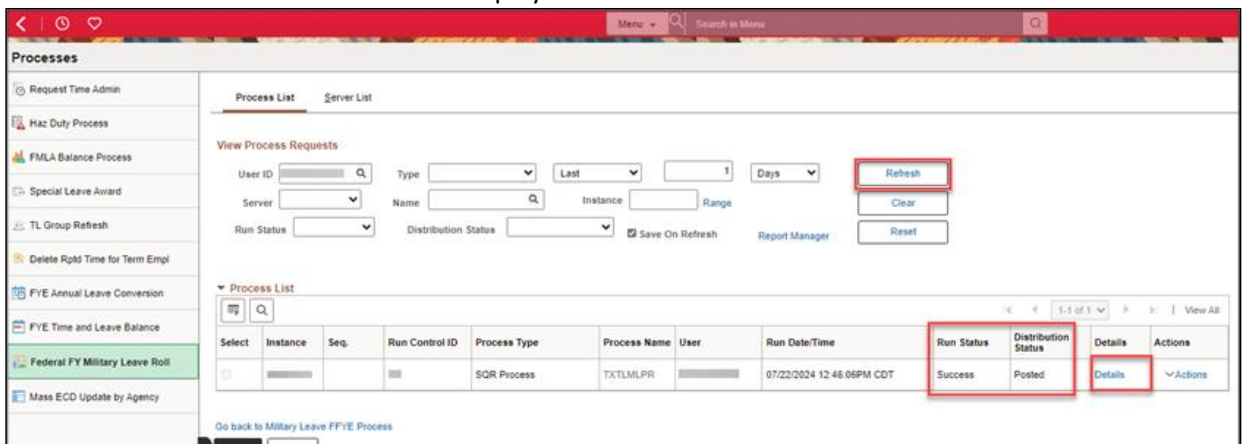 Menu
Search in Menu
Processes
Request Time Admin
Haz Duty Process
FMLA Balance Process
Special Leave Award
TL Group Refresh
Delete Rptd Time for Term Empl
FYE Annual Leave Conversion
FYE Time and Leave Balance
Federal FY Military Leave Roll
Mass ECD Update by Agency
Process List Server List
View Process Requests
User ID Type Last 1 Days Refresh
Server Name Instance Range Clear
Run Status Distribution Status Save On Refresh Report Manager Reset
Process List
1-1 of 1 View All
Select Instance Seq. Run Control ID Process Type Process Name User Run Date/Time Run Status Distribution Status Details Actions
SQR Process TXTLMLPR 07/22/2024 12:46:06PM CDT Success Posted Details Actions
Go back to Military Leave FFYE Process